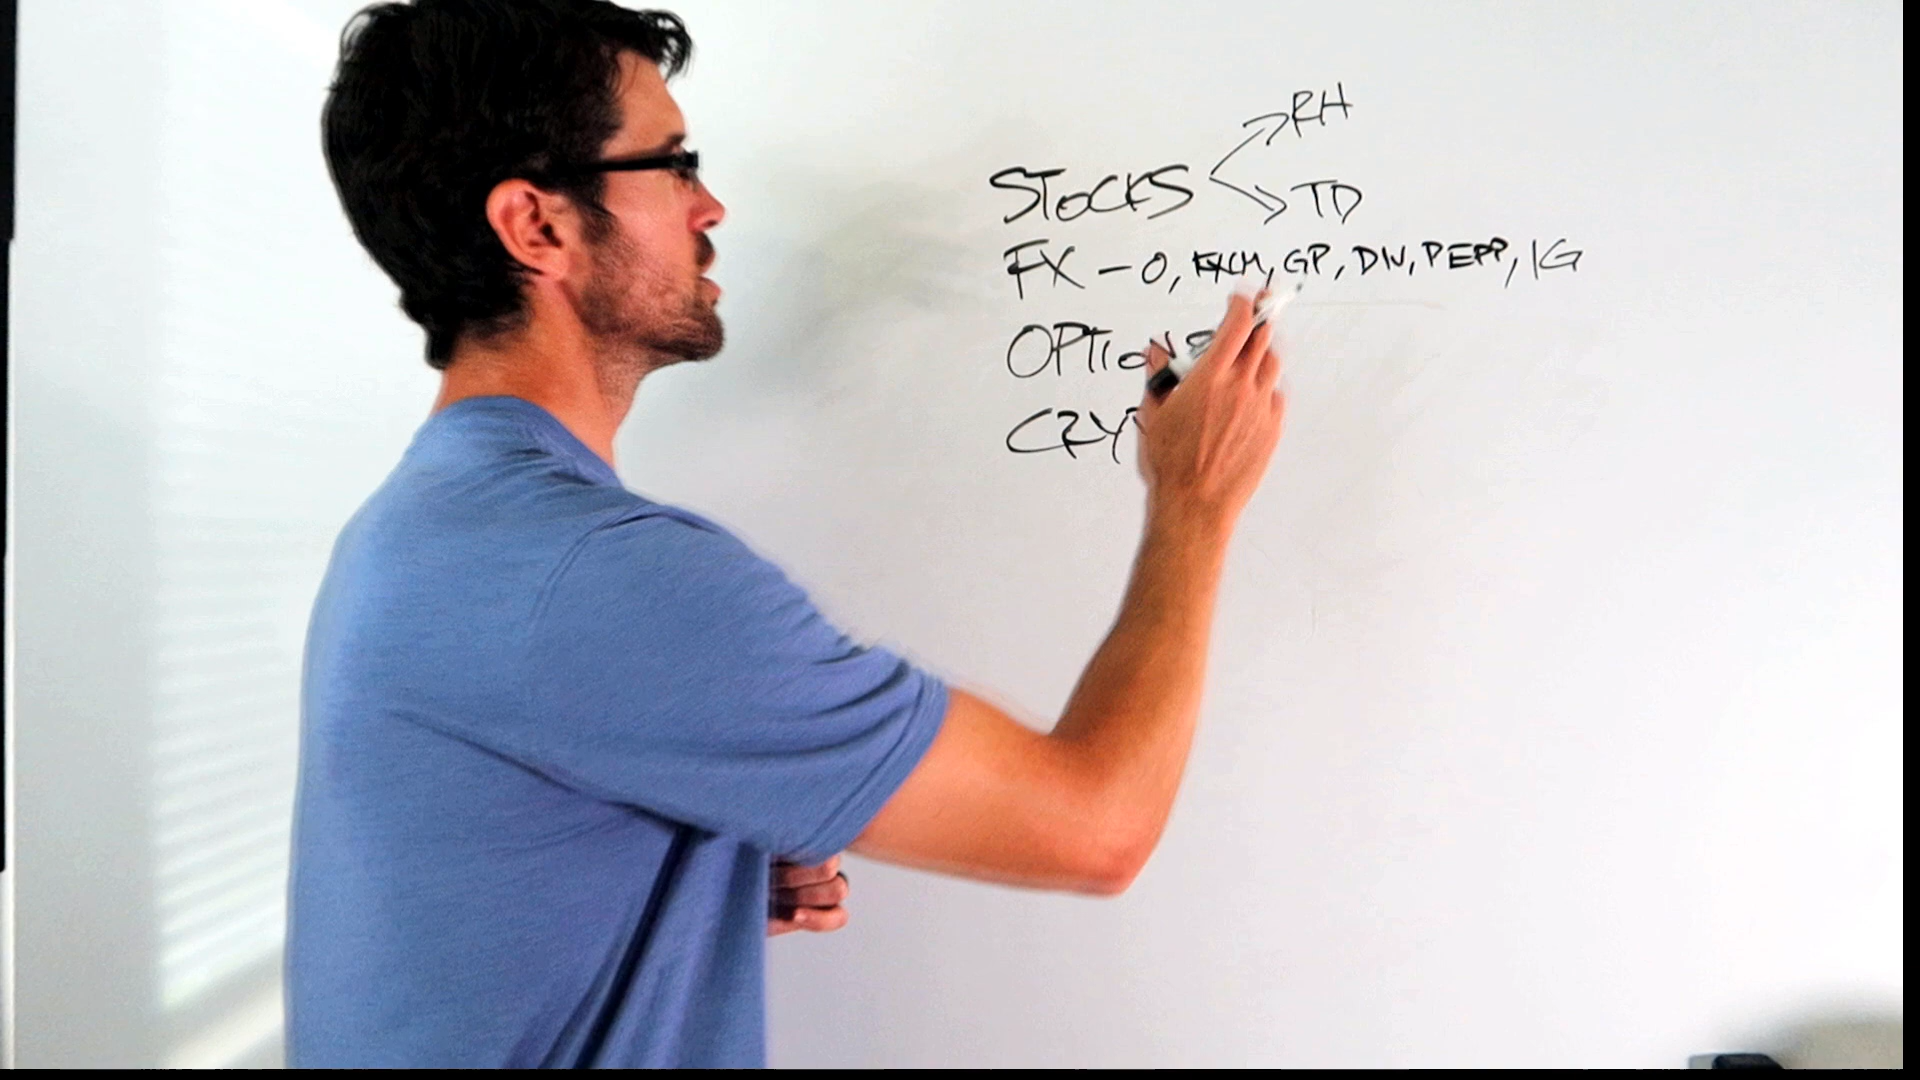 RH
STOCKS
TD
FX - O, FXCM, GP, DIV, PEPP, IG
OPTIONS
CRY